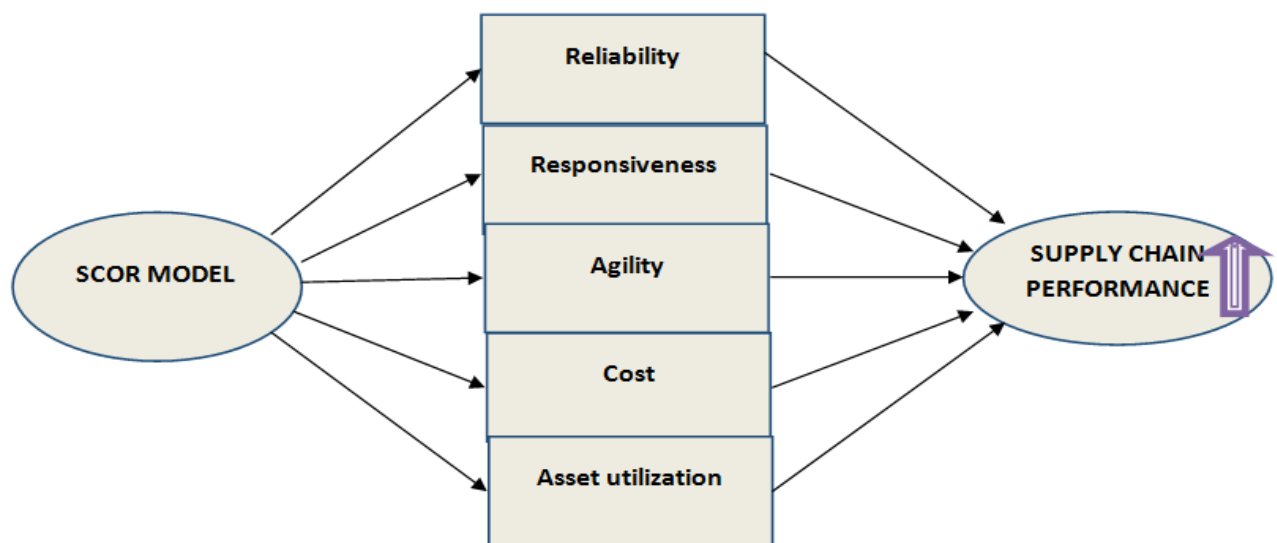 Reliability
Responsiveness
SCOR MODEL
Agility
SUPPLY CHAIN
PERFORMANCE
Cost
Asset utilization